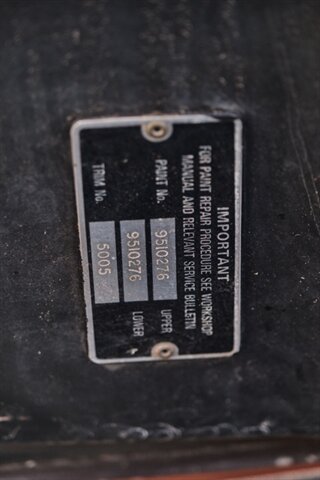 IMPORTANT
FOR PAINT REPAIR PROCEDURE SEE WORKSHOP
MANUAL AND RELEVANT SERVICE BULLETIN
PAINT No. 9510276 UPPER
9510276 LOWER
TRIM No. 5005